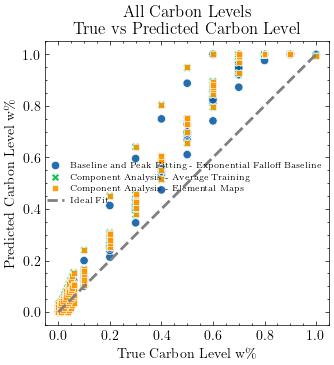 All Carbon Levels
True vs Predicted Carbon Level
1.0
0.8
0.6
0.4
0.2
0.0
Predicted Carbon Level w%
Baseline and Peak Fitting - Exponential Falloff Baseline
Component Analysis - Average Training
Component Analysis - Elemental Maps
Ideal Fit
0.0 0.2 0.4 0.6 0.8 1.0
True Carbon Level w%